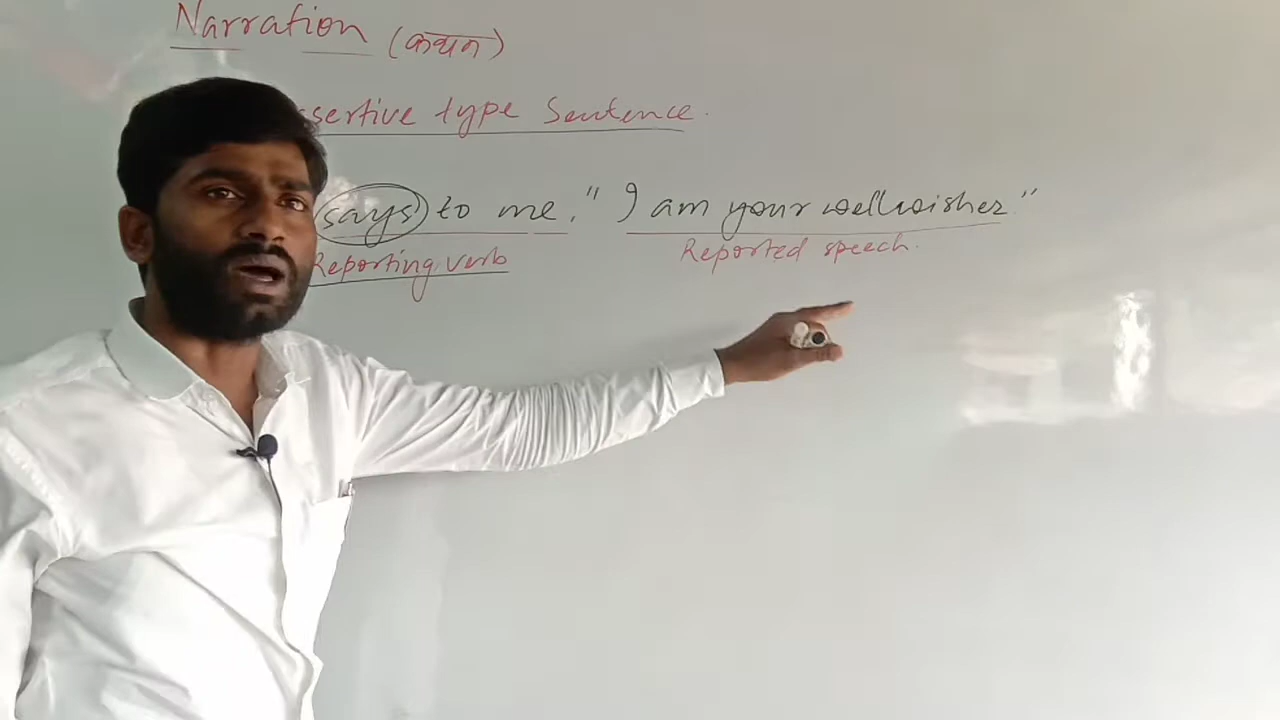 Narration (कथन)
ssertive type Sentence.
says to me, " I am your wellwisher."
Reporting verb Reported speech.